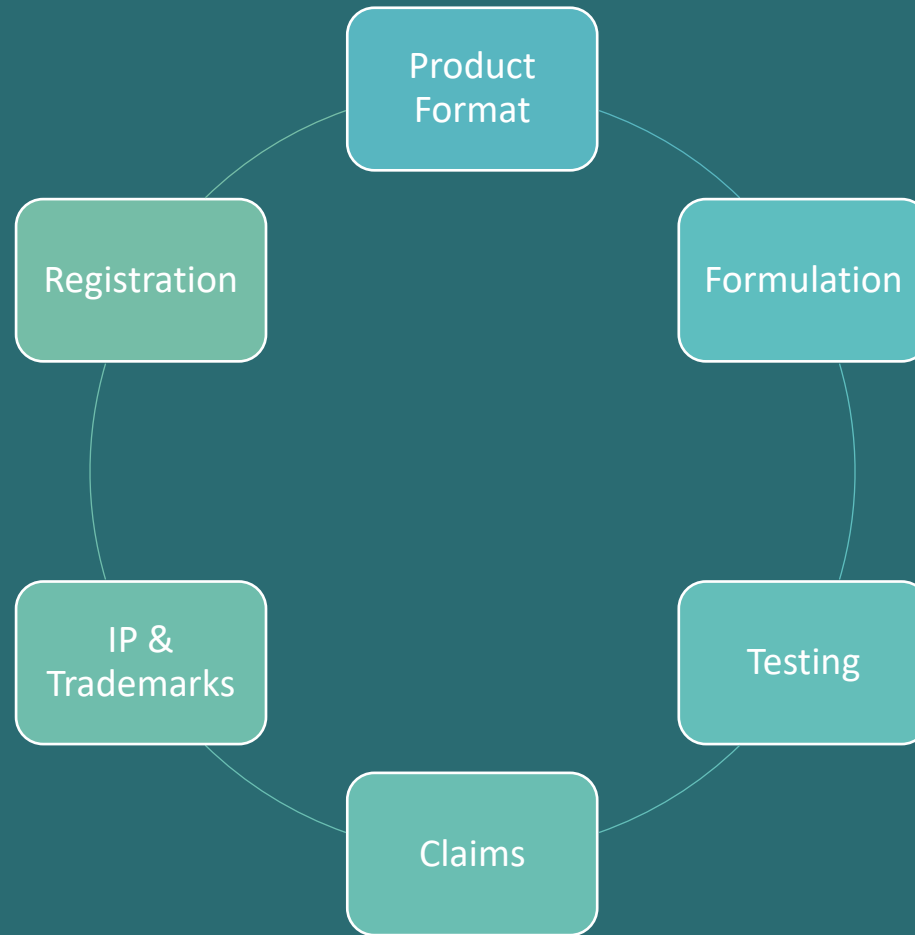 Product
Format
Formulation
Testing
Claims
IP &
Trademarks
Registration